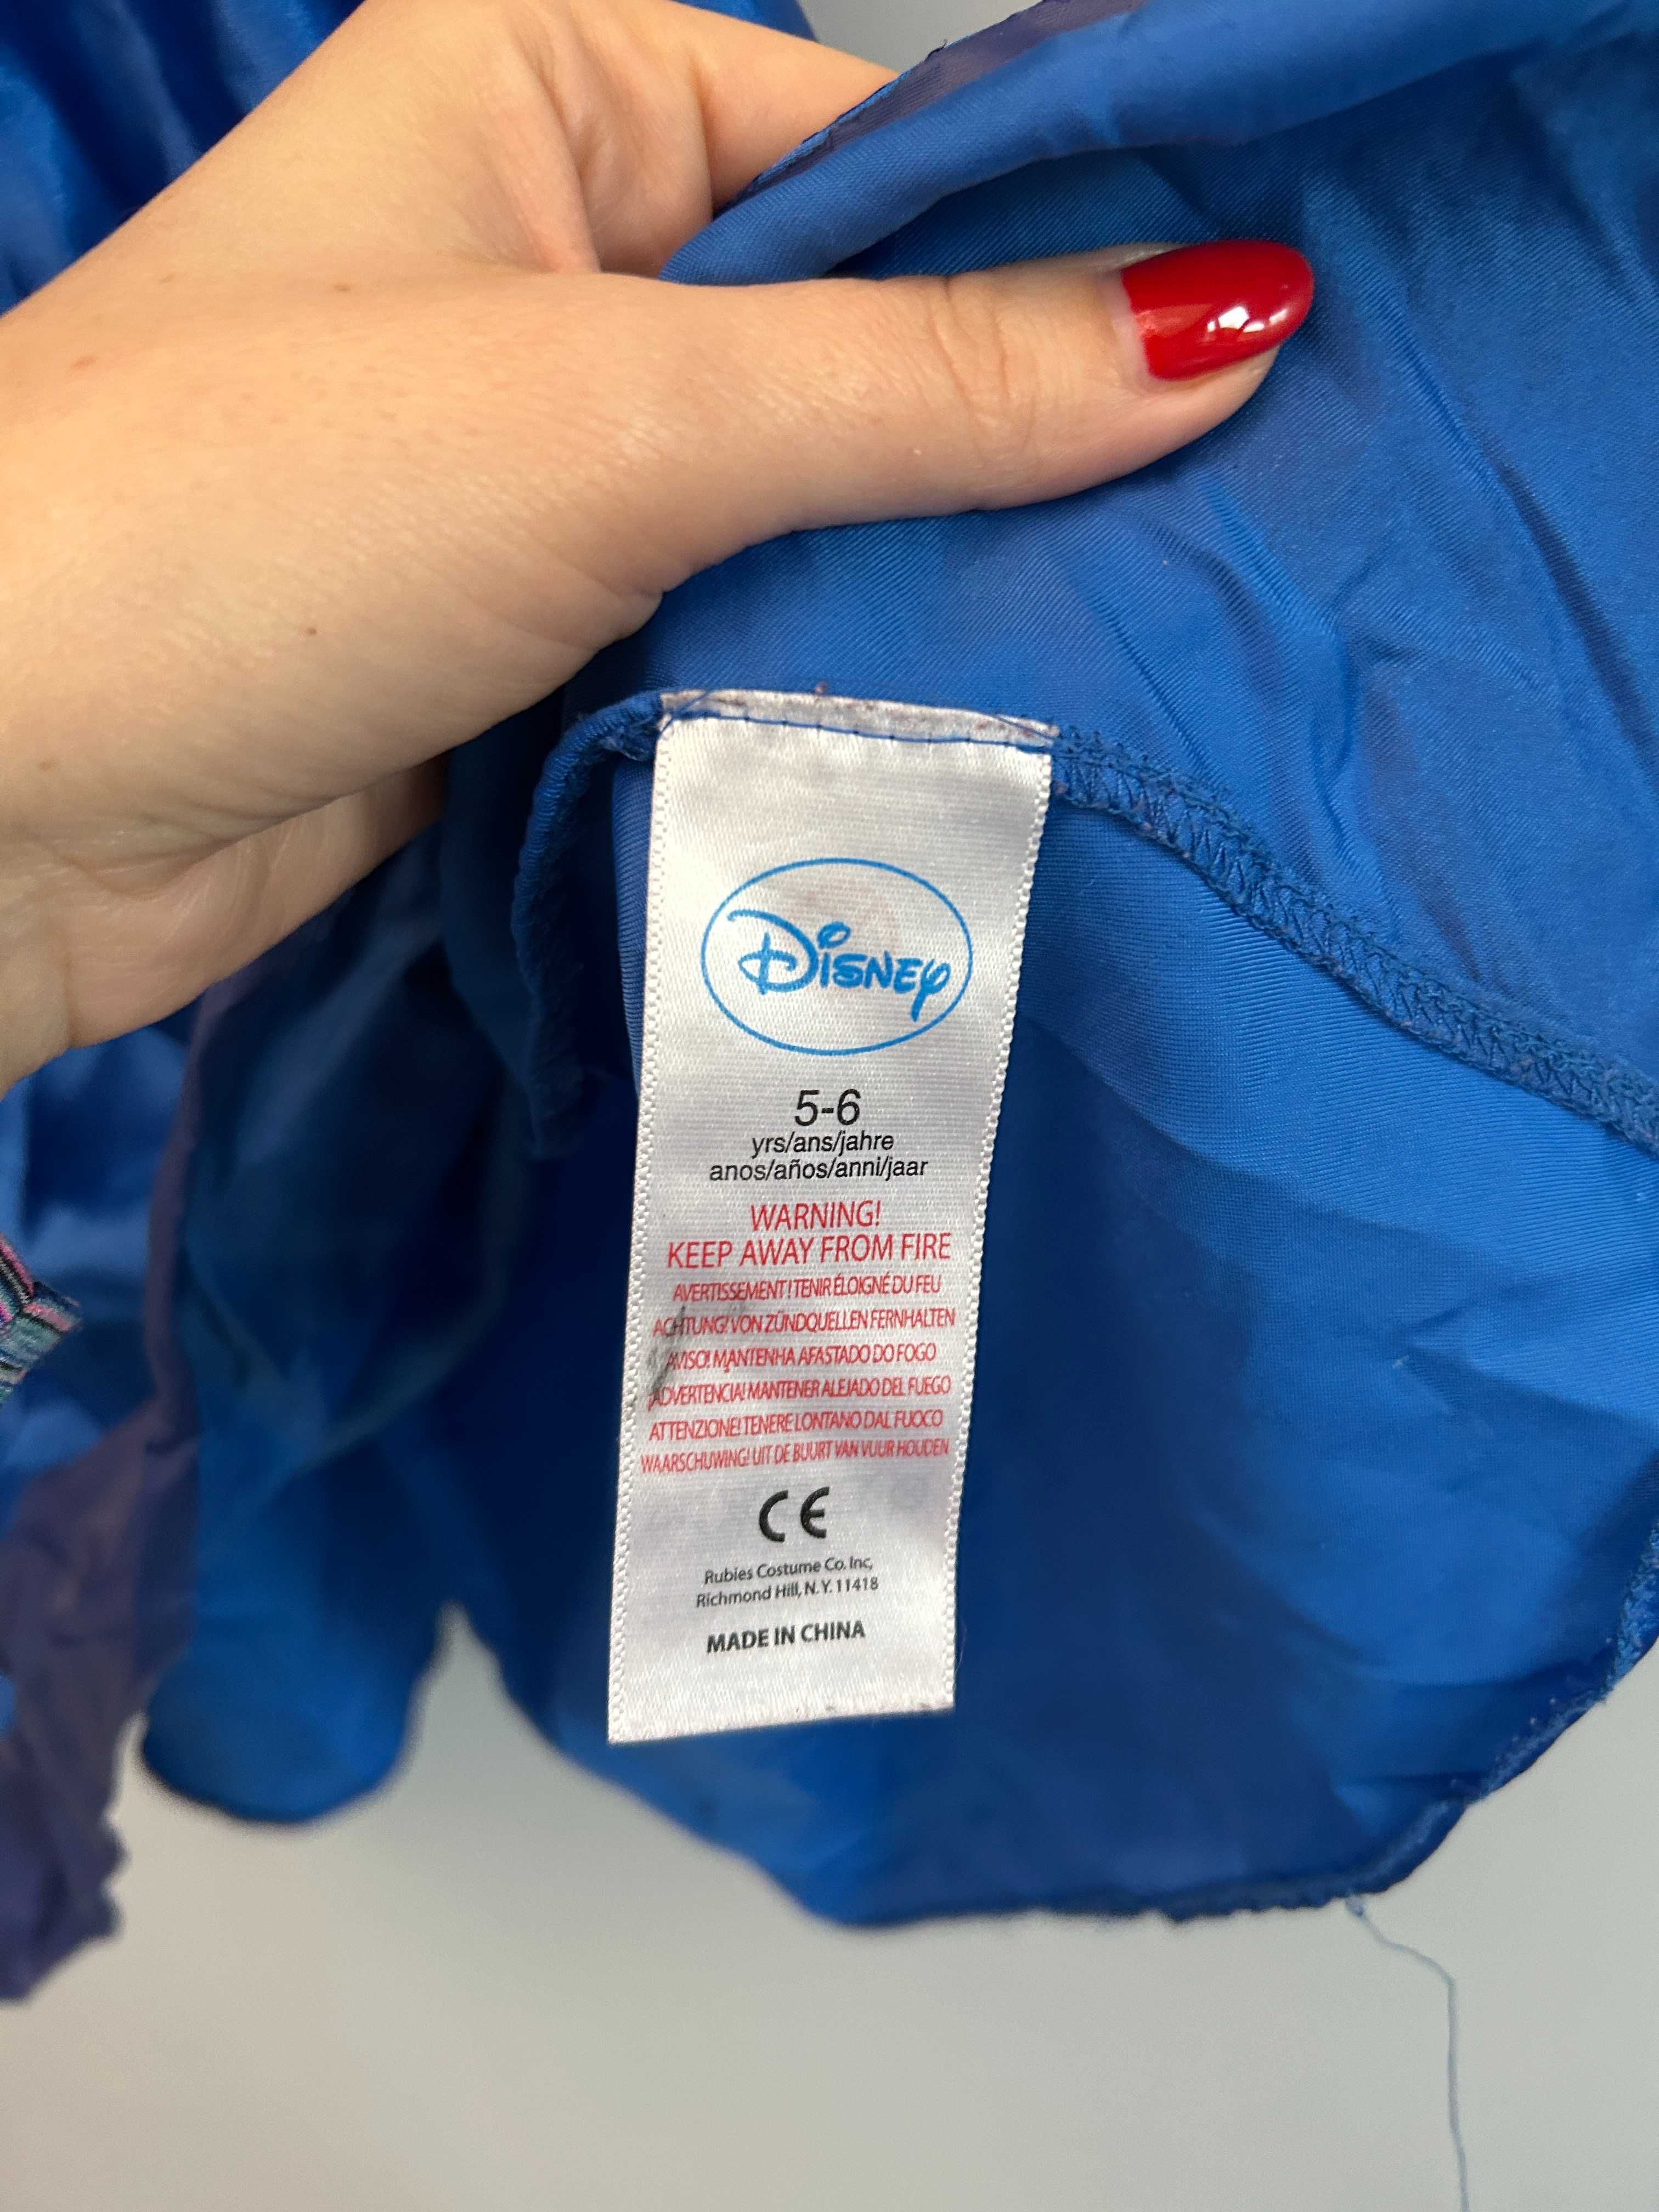 Disney
5-6
yrs/ans/jahre
anos/años/anni/jaar
WARNING!
KEEP AWAY FROM FIRE
AVERTISSEMENT! TENIR ÉLOIGNÉ DU FEU
ACHTUNG! VON ZÜNDQUELLEN FERNHALTEN
AVISO! MANTENHA AFASTADO DO FOGO
¡ADVERTENCIA! MANTENER ALEJADO DEL FUEGO
ATTENZIONE! TENERE LONTANO DAL FUOCO
WAARSCHUWING! UIT DE BUURT VAN VUUR HOUDEN
CE
Rubies Costume Co. Inc,
Richmond Hill, N.Y. 11418
MADE IN CHINA